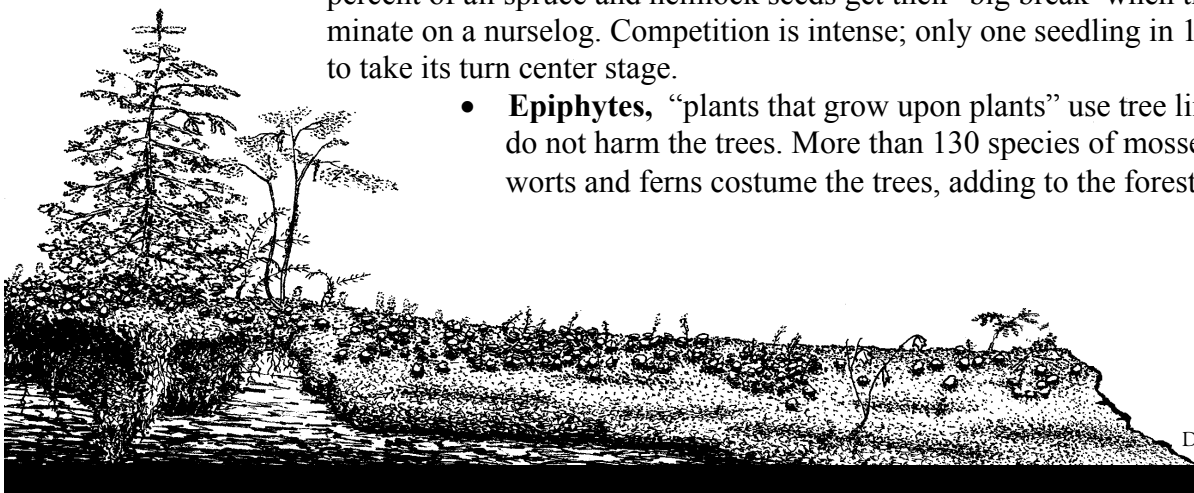 percent of all spruce and hemlock seeds get their "big break" when
minate on a nurselog. Competition is intense; only one seedling in 1
to take its turn center stage.
• Epiphytes, "plants that grow upon plants" use tree
do not harm the trees. More than 130 species of
worts and ferns costume the trees, adding to the forest
D